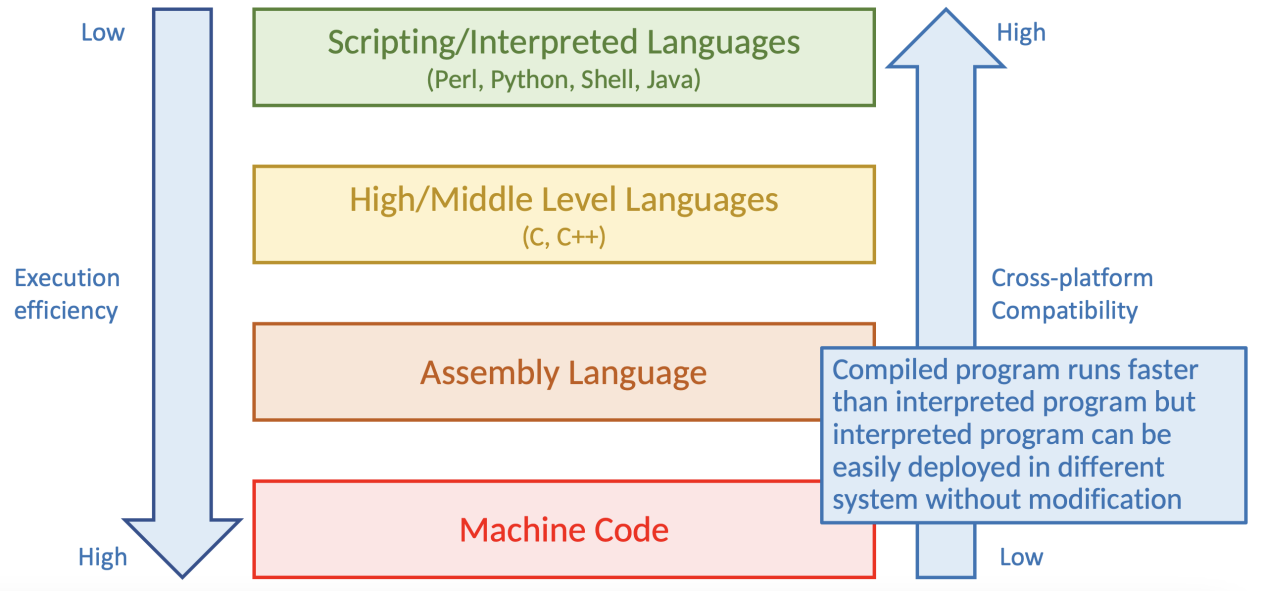 Low
Scripting/Interpreted Languages
(Perl, Python, Shell, Java)
High
High/Middle Level Languages
(C, C++)
Execution
efficiency
Cross-platform
Compatibility
Assembly Language
Compiled program runs faster
than interpreted program but
interpreted program can be
easily deployed in different
system without modification
Machine Code
High
Low